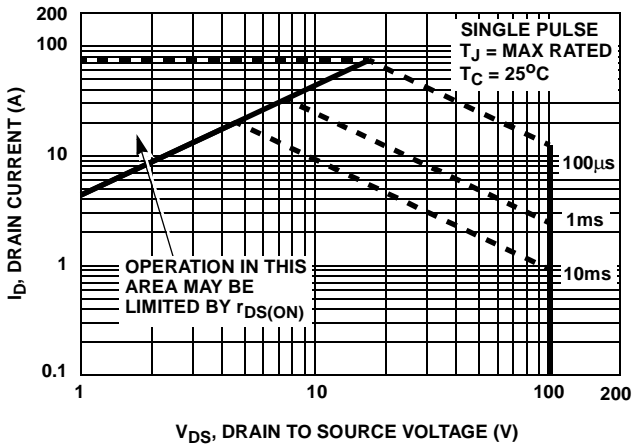 200
100
10
1
0.1
I_D, DRAIN CURRENT (A)
SINGLE PULSE
T_J = MAX RATED
T_C = 25°C
100μs
1ms
10ms
OPERATION IN THIS
AREA MAY BE
LIMITED BY r_DS(ON)
1
10
100
200
V_DS, DRAIN TO SOURCE VOLTAGE (V)